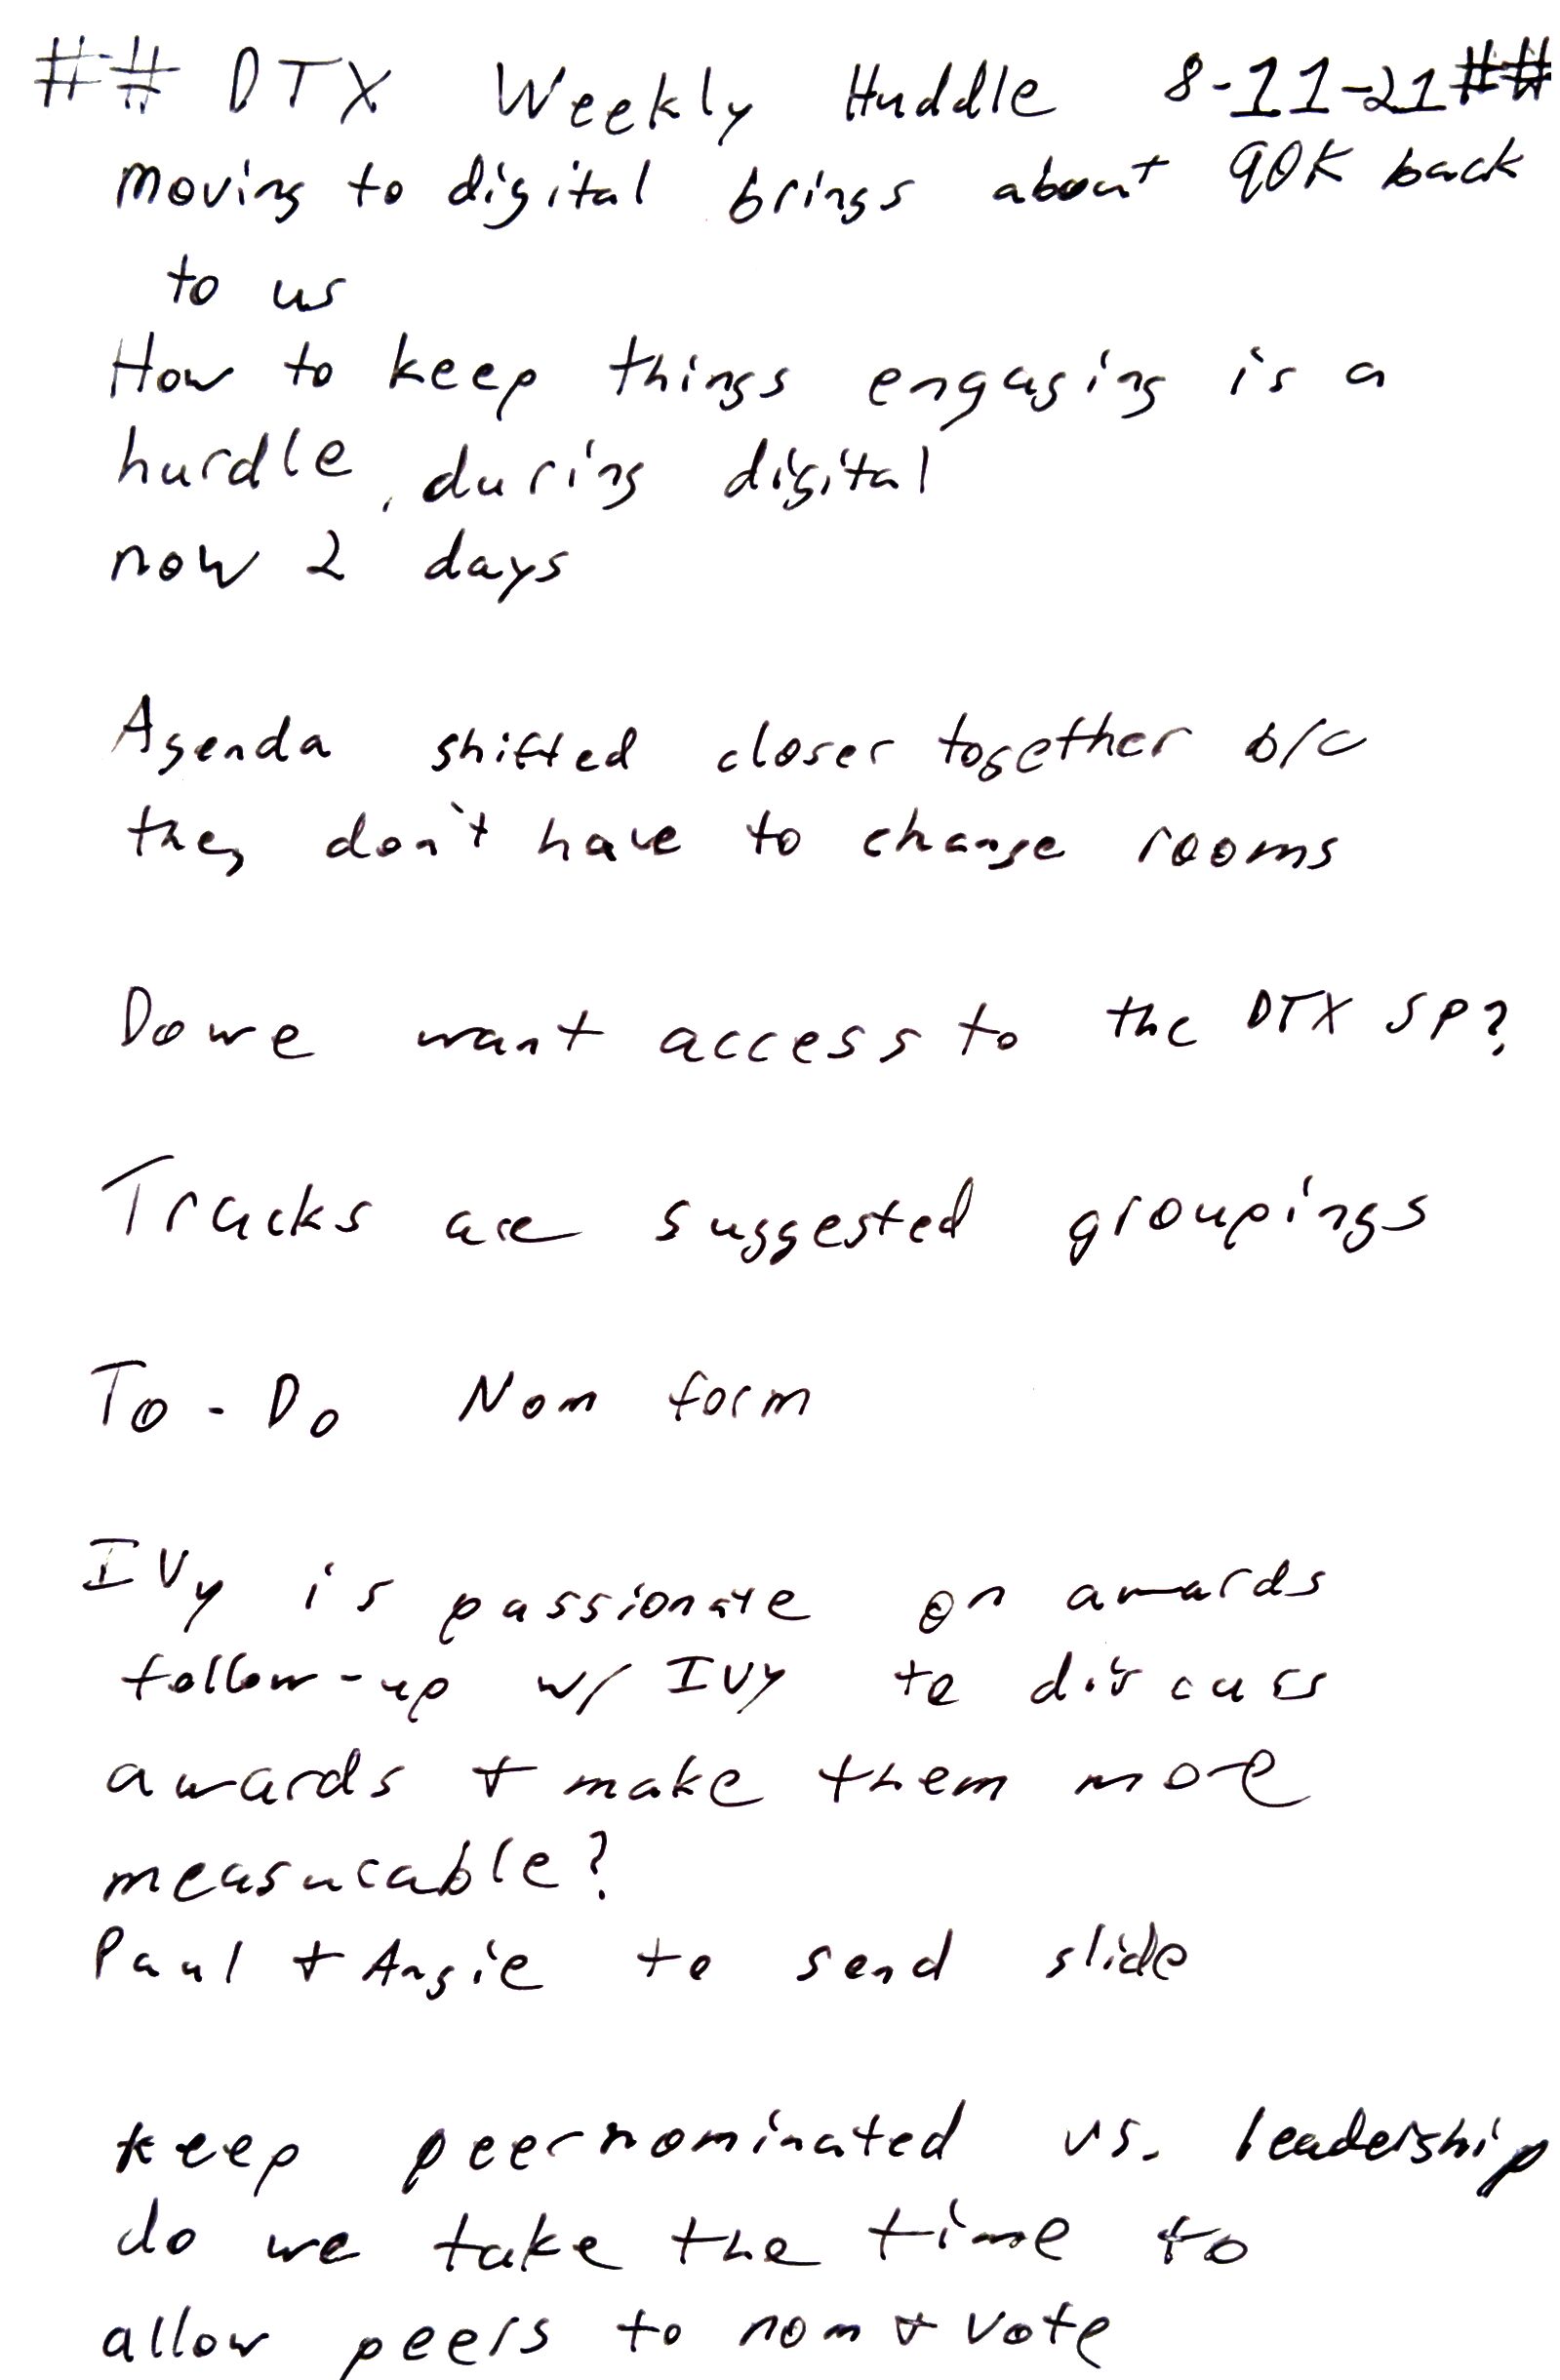 ## DTX Weekly Huddle 8-11-21##
Moving to digital brings about 90K back
to us
How to keep things engaging is a
hurdle, during digital
now 2 days
Agenda shifted closer together b/c
they don't have to change rooms
Do we want access to the DTX SP?
Tracks are suggested groupings
To-Do Nom form
Ivy is passionate on awards
follow-up w/ Ivy to discuss
awards + make them more
measurable?
Paul + Angie to send slide
Keep peer nominated vs. leadership
do we take the time to
allow peers to nom + vote